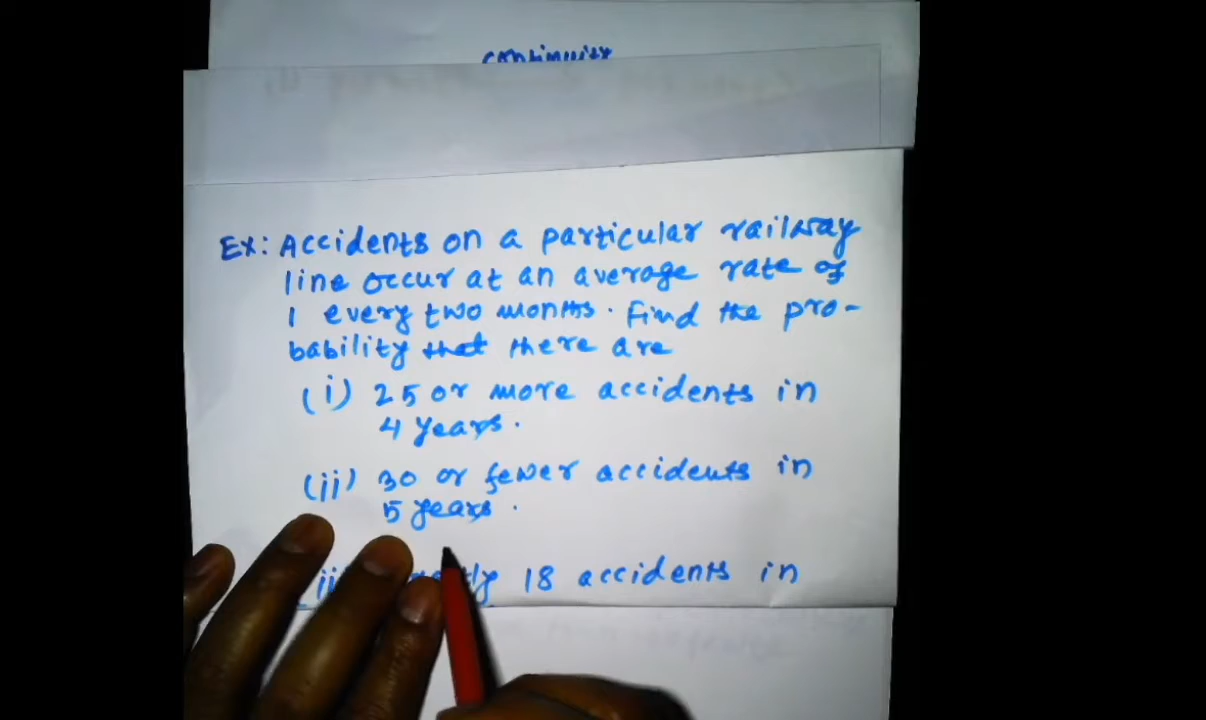 continuity
Ex: Accidents on a particular railway
line occur at an average rate of
1 every two months. Find the pro-
bability that there are
(i) 25 or more accidents in
4 years.
(ii) 30 or fewer accidents in
5 years.
18 accidents in